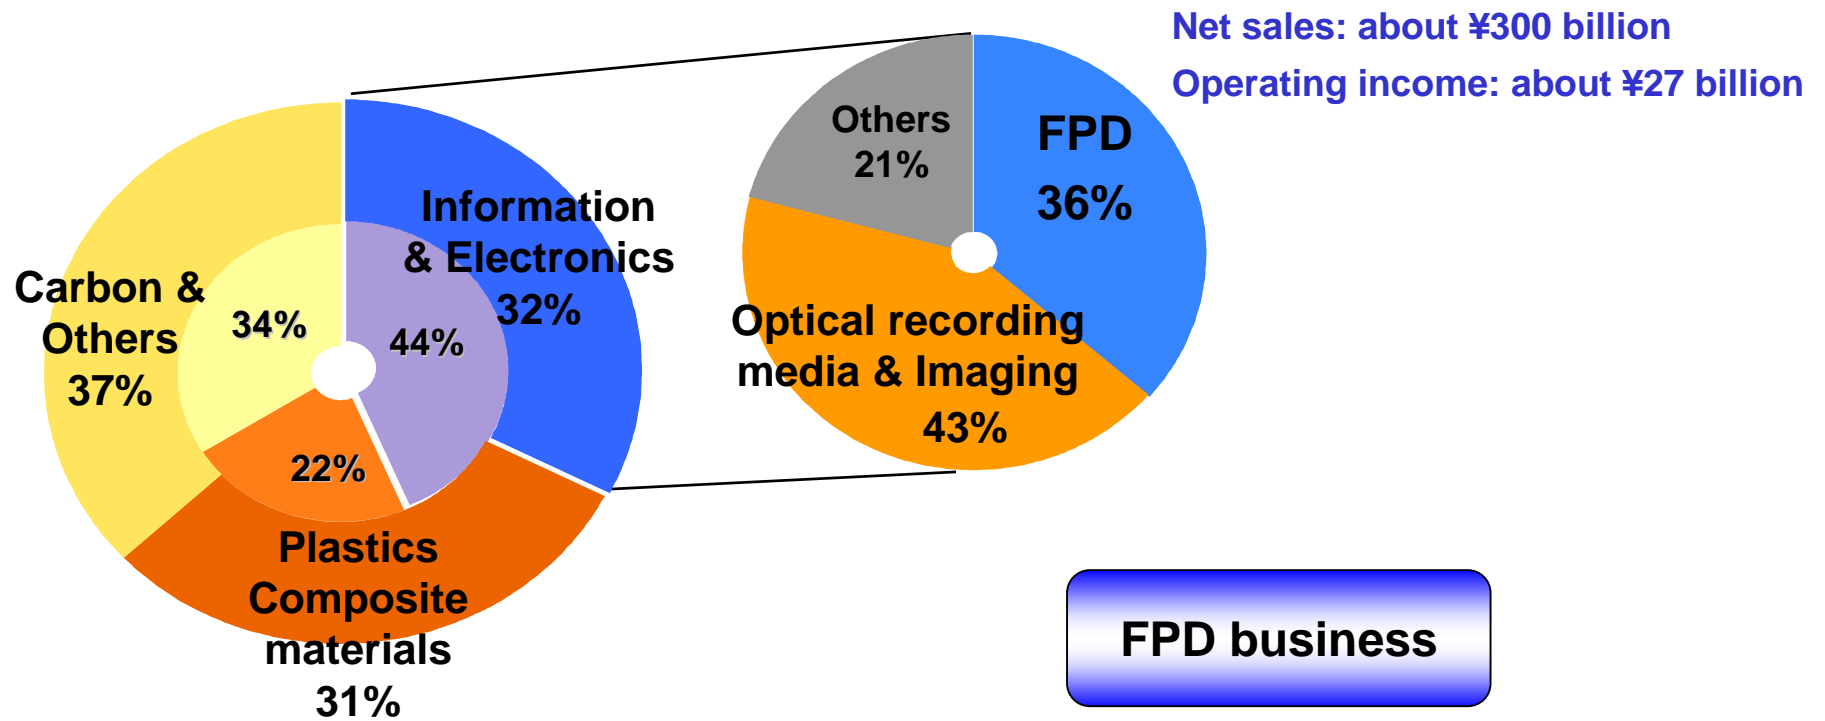 Net sales: about ¥300 billion
Operating income: about ¥27 billion
Information
& Electronics
32%
44%
Carbon &
Others
37%
34%
22%
Plastics
Composite
materials
31%
Others
21%
FPD
36%
Optical recording
media & Imaging
43%
FPD business